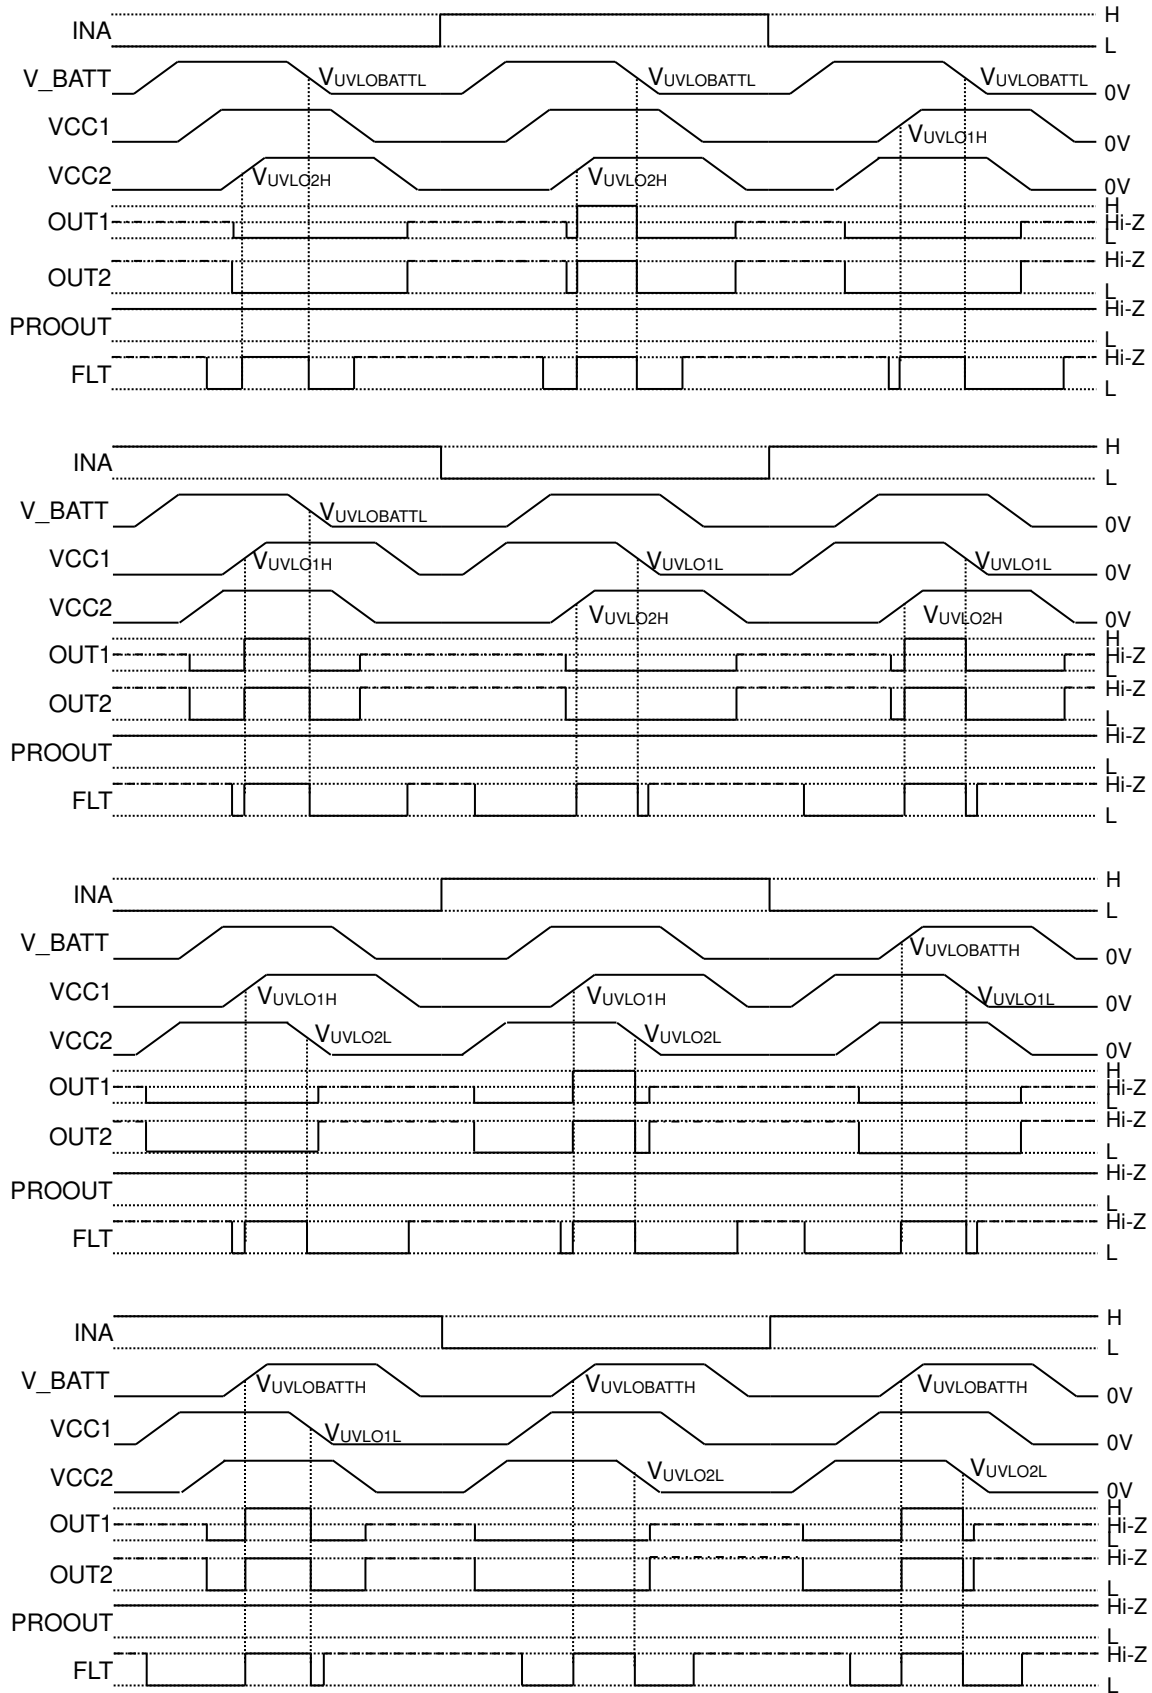 INA H
L
V_BATT VUVLOBATTL VUVLOBATTL VUVLOBATTL 0V
VCC1 VUVLO1H 0V
VCC2 VUVLO2H VUVLO2H 0V
H
OUT1 Hi-Z
L
OUT2 Hi-Z
L
PROOUT Hi-Z
L
FLT Hi-Z
L
INA H
L
V_BATT VUVLOBATTL 0V
VCC1 VUVLO1H VUVLO1L VUVLO1L 0V
VCC2 VUVLO2H VUVLO2H 0V
H
OUT1 Hi-Z
L
OUT2 Hi-Z
L
PROOUT Hi-Z
L
FLT Hi-Z
L
INA H
L
V_BATT VUVLOBATTH 0V
VCC1 VUVLO1H VUVLO1H VUVLO1L 0V
VCC2 VUVLO2L VUVLO2L 0V
H
OUT1 Hi-Z
L
OUT2 Hi-Z
L
PROOUT Hi-Z
L
FLT Hi-Z
L
INA H
L
V_BATT VUVLOBATTH VUVLOBATTH VUVLOBATTH 0V
VCC1 VUVLO1L 0V
VCC2 VUVLO2L VUVLO2L 0V
H
OUT1 Hi-Z
L
OUT2 Hi-Z
L
PROOUT Hi-Z
L
FLT Hi-Z
L